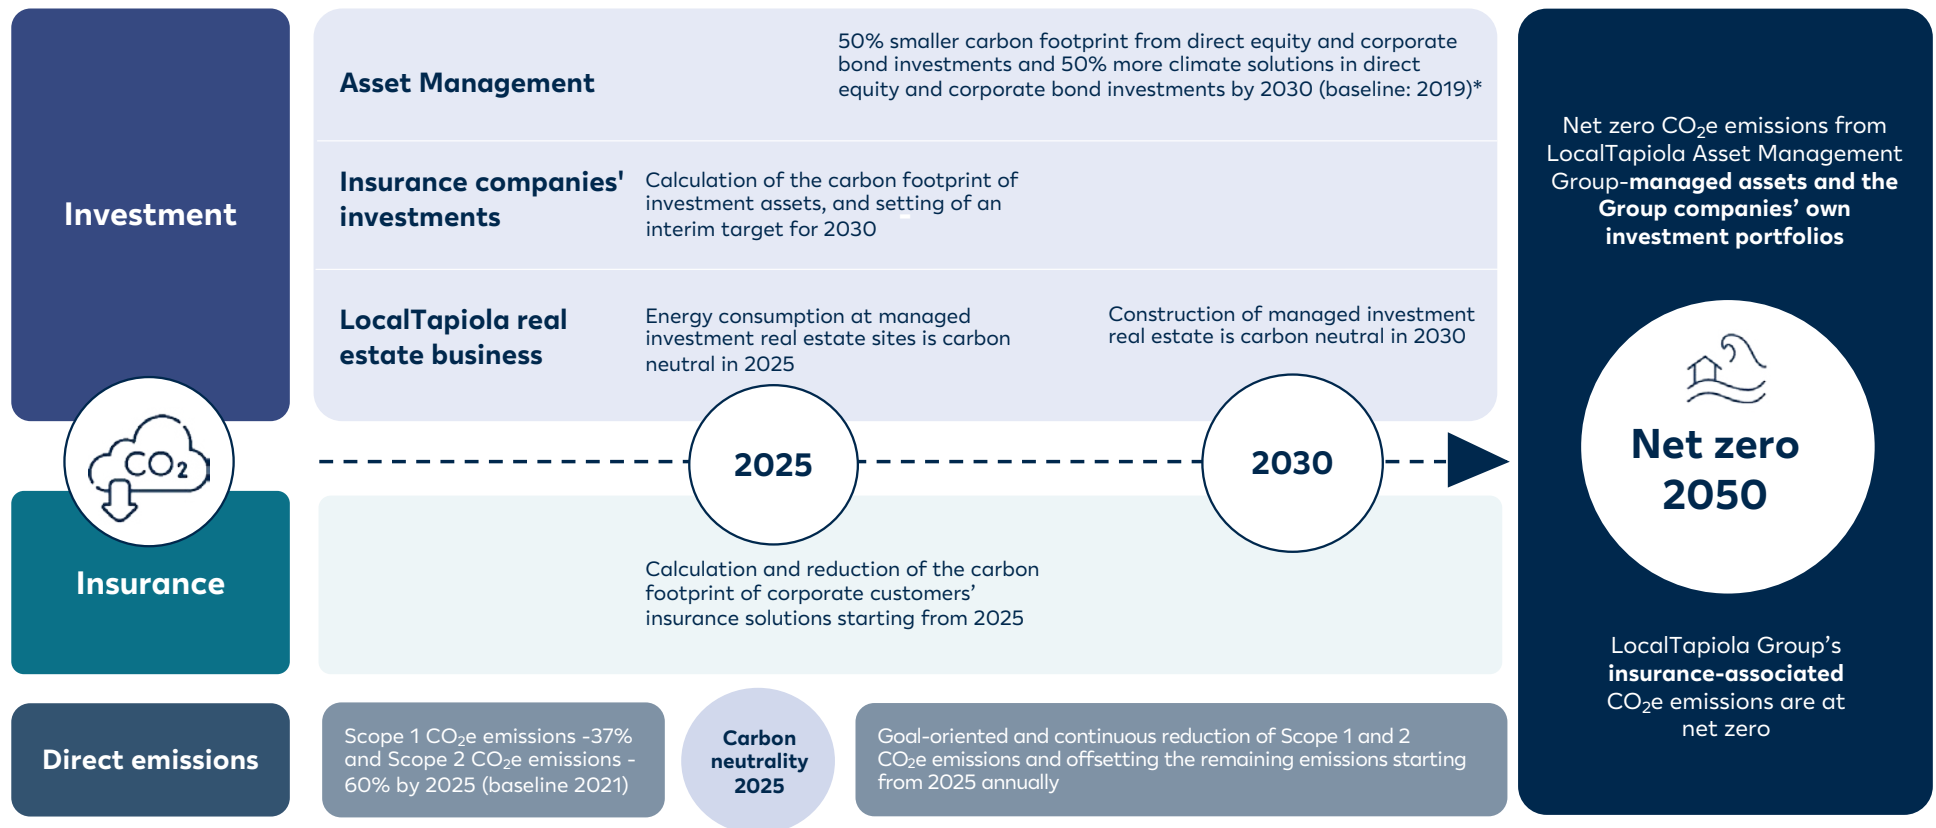 Investment
Asset Management
50% smaller carbon footprint from direct equity and corporate
bond investments and 50% more climate solutions in direct
equity and corporate bond investments by 2030 (baseline: 2019)*
Insurance companies'
investments
Calculation of the carbon footprint of
investment assets, and setting of an
interim target for 2030
LocalTapiola real
estate business
Energy consumption at managed
investment real estate sites is carbon
neutral in 2025
Construction of managed investment
real estate is carbon neutral in 2030
CO2
2025
2030
Insurance
Calculation and reduction of the carbon
footprint of corporate customers’
insurance solutions starting from 2025
Direct emissions
Scope 1 CO2e emissions -37%
and Scope 2 CO2e emissions -
60% by 2025 (baseline 2021)
Carbon
neutrality
2025
Goal-oriented and continuous reduction of Scope 1 and 2
CO2e emissions and offsetting the remaining emissions starting
from 2025 annually
Net zero CO2e emissions from
LocalTapiola Asset Management
Group-managed assets and the
Group companies’ own
investment portfolios
Net zero
2050
LocalTapiola Group’s
insurance-associated
CO2e emissions are at
net zero